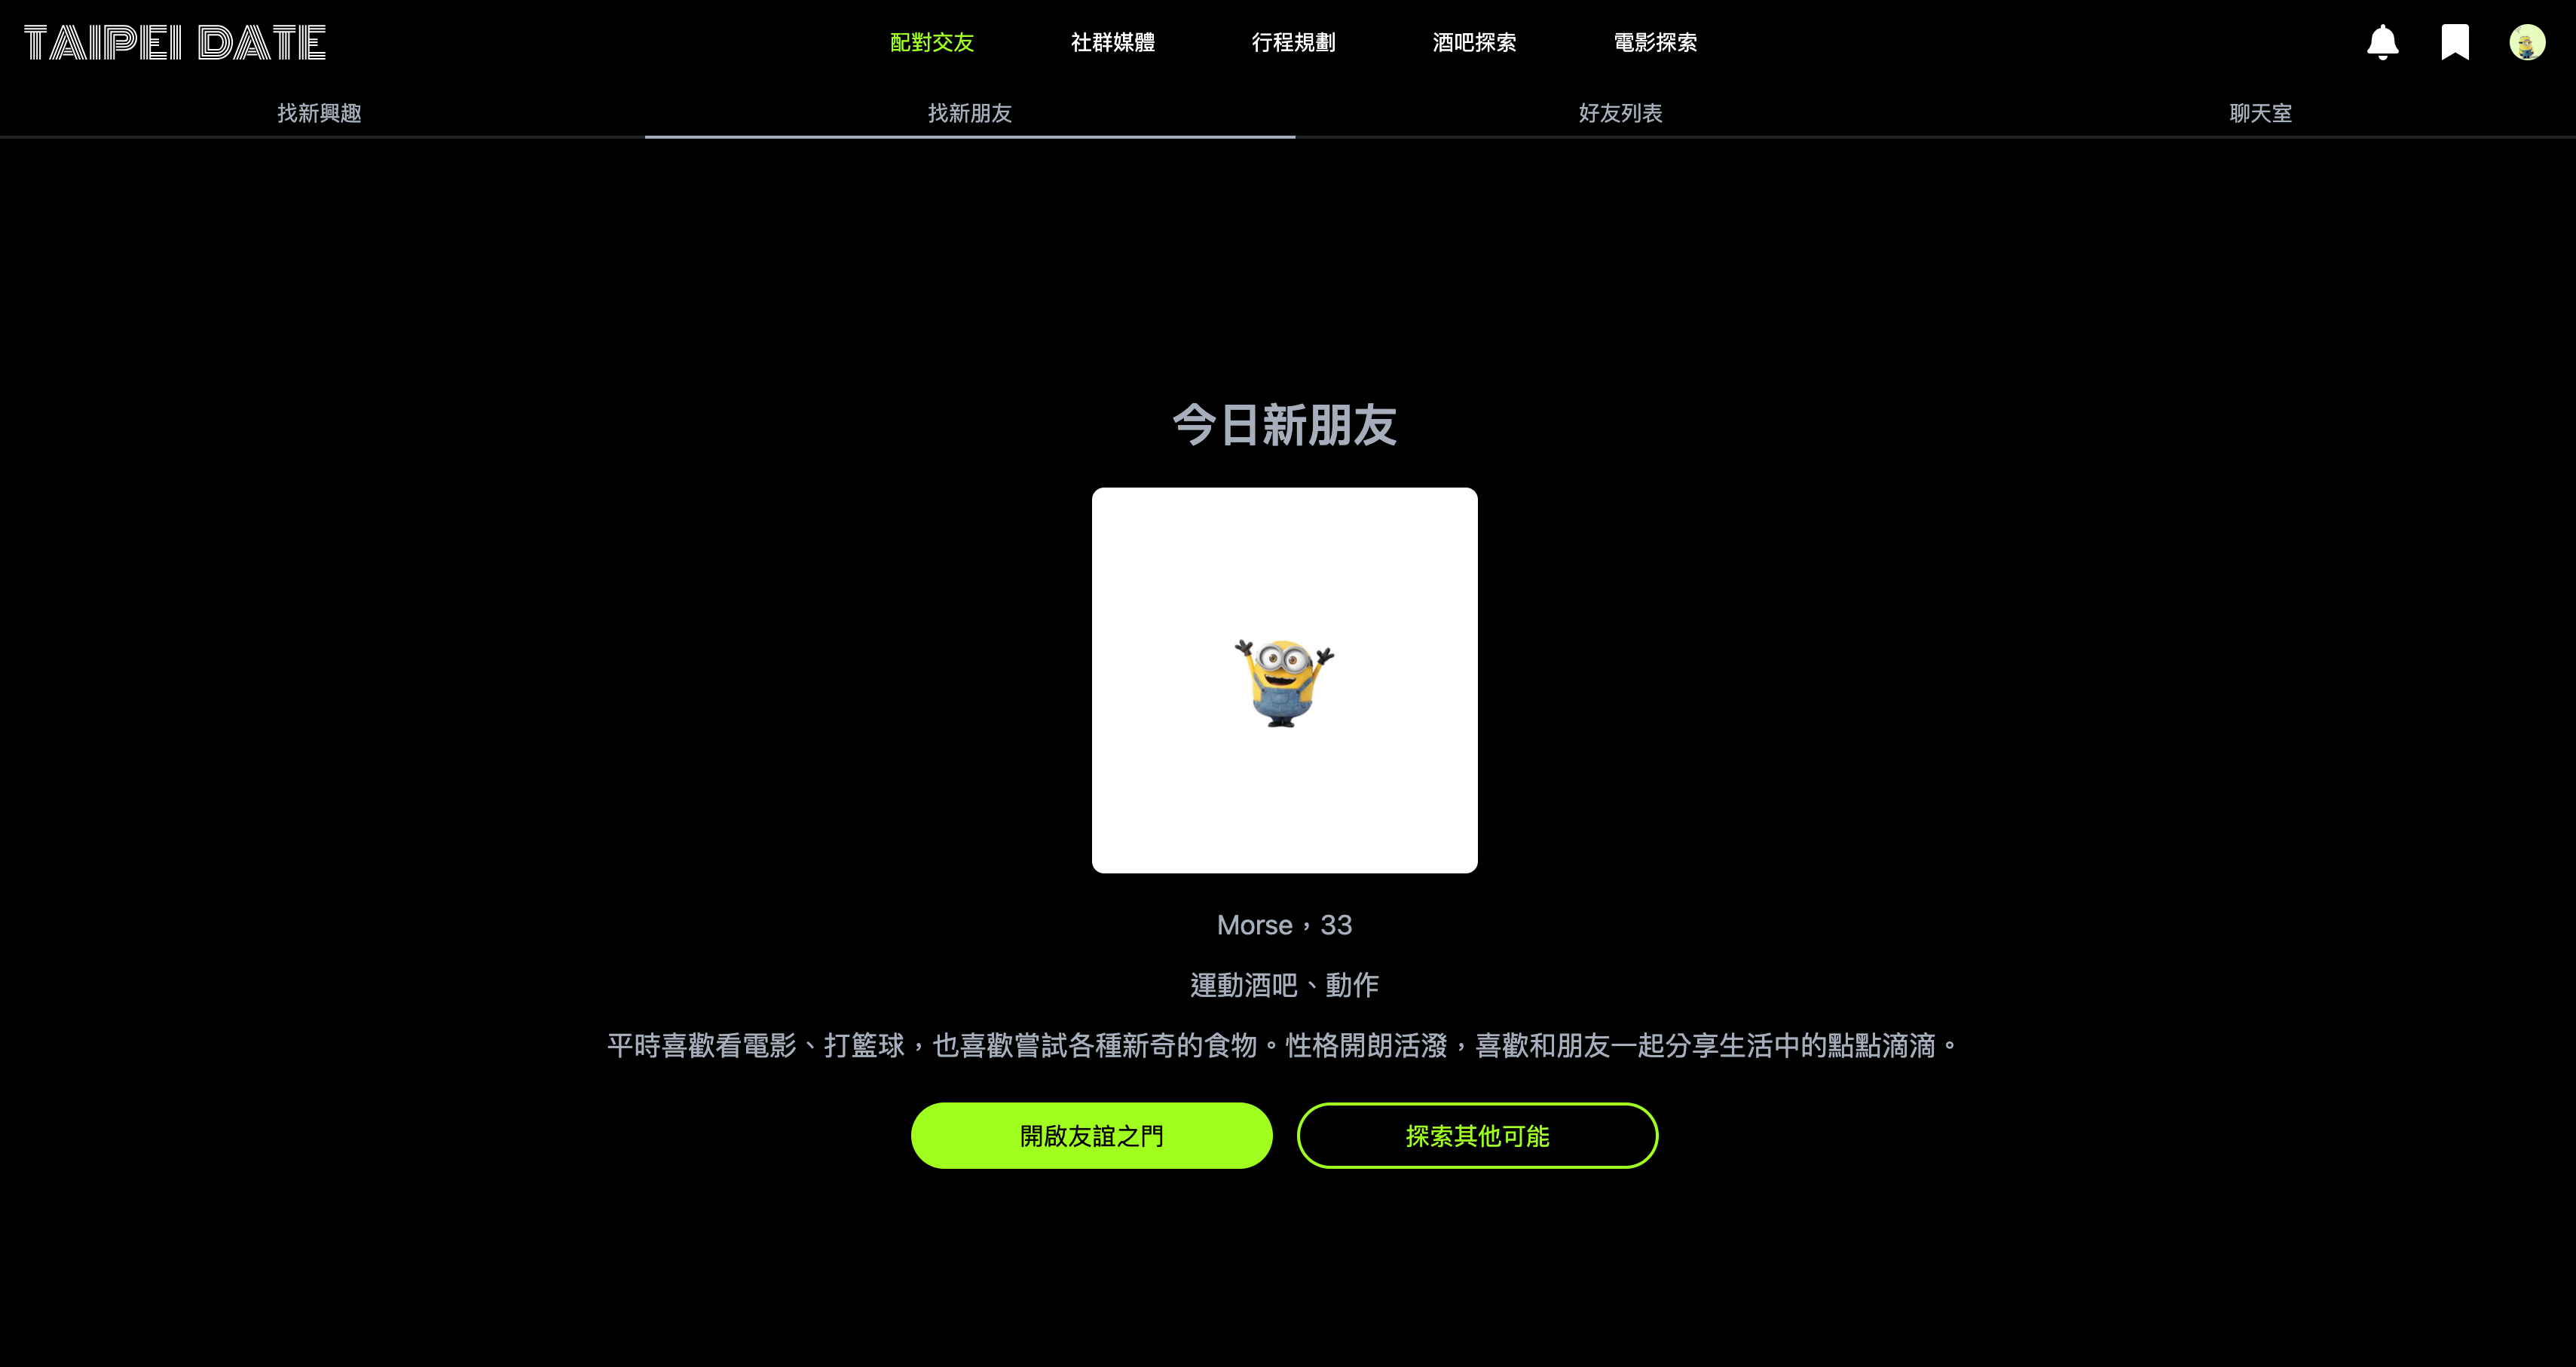 TAIPEI DATE
配對交友 社群媒體 行程規劃 酒吧探索 電影探索
找新興趣 找新朋友 好友列表 聊天室
今日新朋友
Morse，33
運動酒吧、動作
平時喜歡看電影、打籃球，也喜歡嘗試各種新奇的食物。性格開朗活潑，喜歡和朋友一起分享生活中的點點滴滴。
開啟友誼之門 探索其他可能